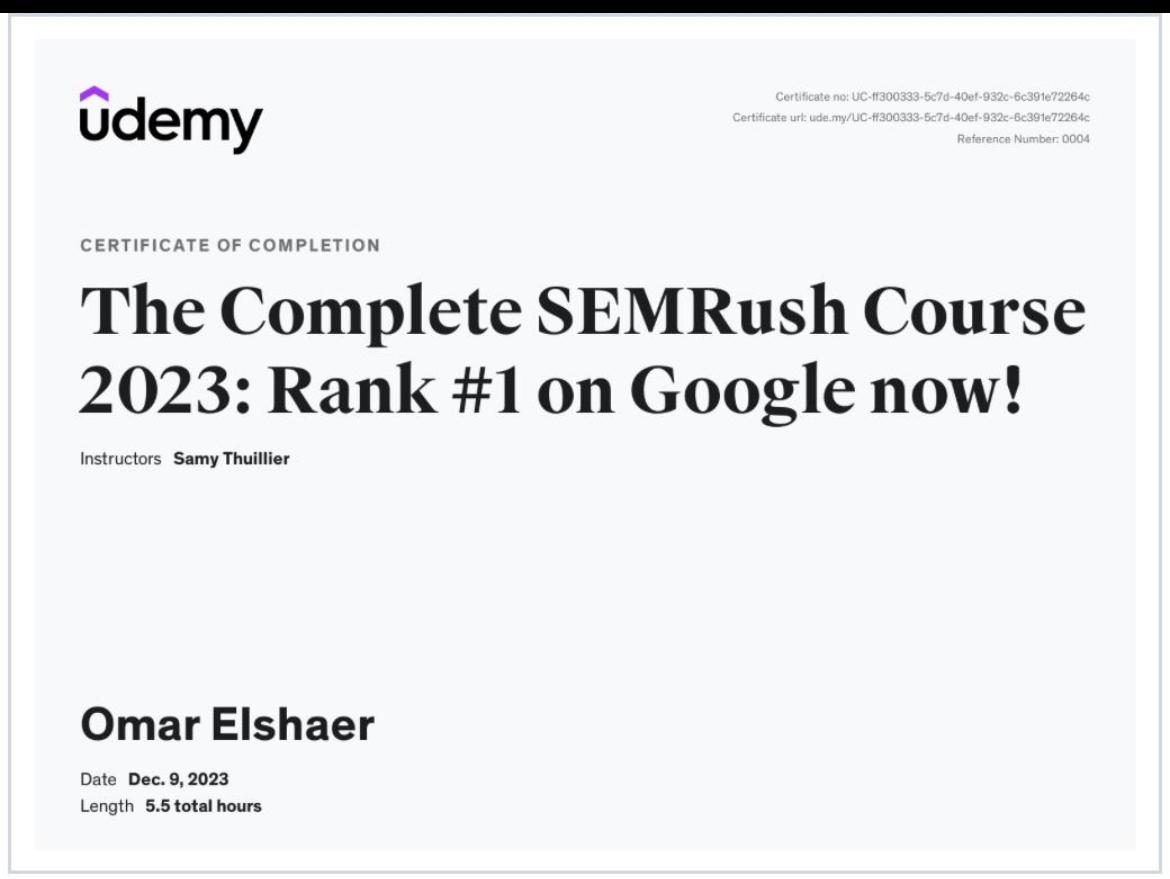 udemy
Certificate no: UC-ff300333-5c7d-40ef-932c-6c391e72264c
Certificate url: ude.my/UC-ff300333-5c7d-40ef-932c-6c391e72264c
Reference Number: 0004
CERTIFICATE OF COMPLETION
The Complete SEMRush Course
2023: Rank #1 on Google now!
Instructors Samy Thuillier
Omar Elshaer
Date Dec. 9, 2023
Length 5.5 total hours